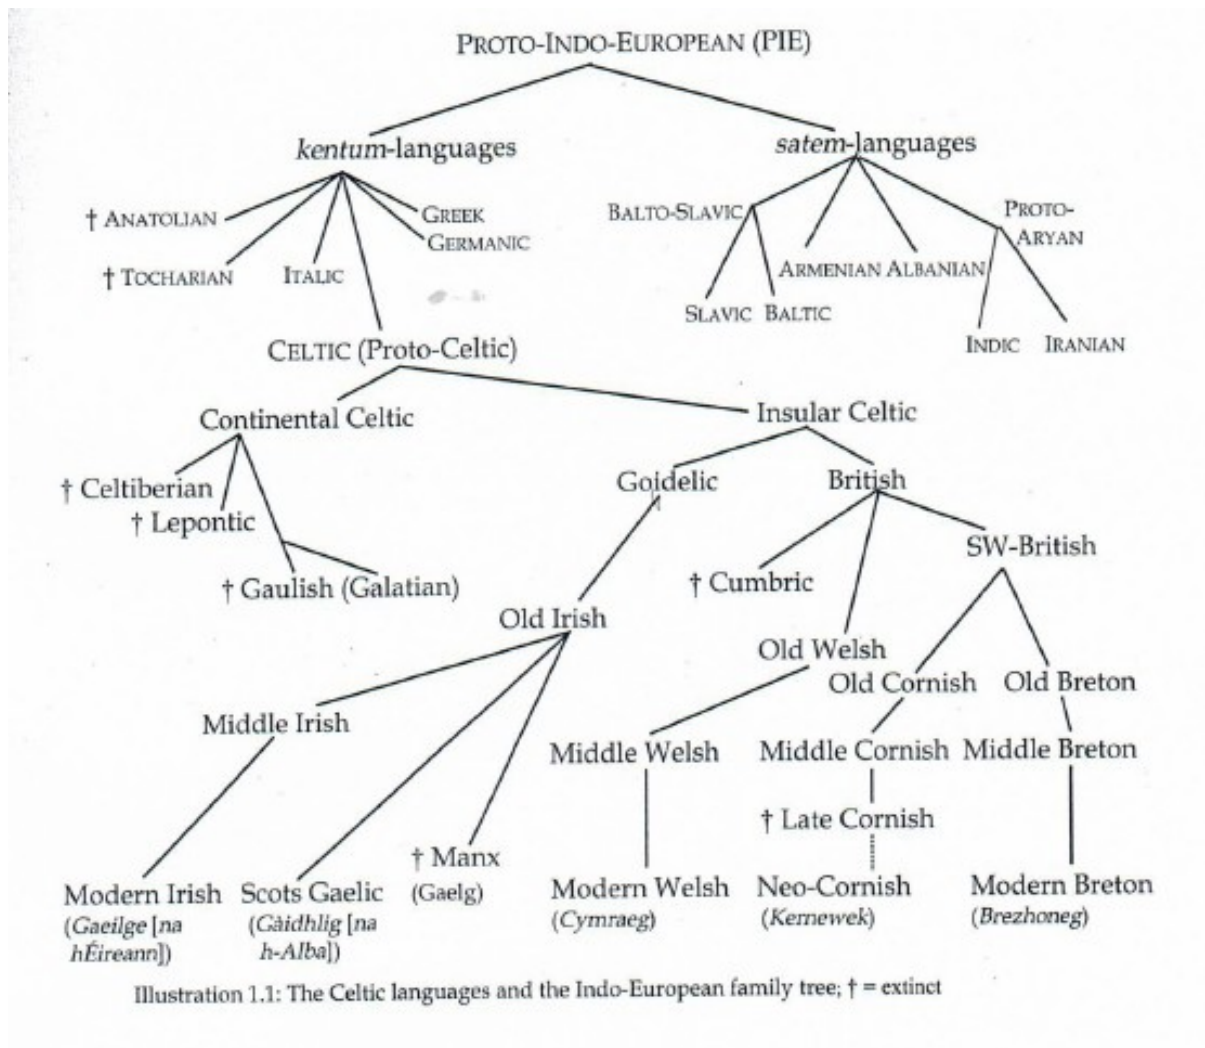 PROTO-INDO-EUROPEAN (PIE)
kentum-languages
satem-languages
† ANATOLIAN
GREEK
GERMANIC
† TOCHARIAN
ITALIC
BALTO-SLAVIC
PROTO-
ARYAN
ARMENIAN
ALBANIAN
SLAVIC
BALTIC
INDIC
IRANIAN
CELTIC (Proto-Celtic)
Continental Celtic
Insular Celtic
† Celtiberian
† Lepontic
† Gaulish (Galatian)
Goidelic
British
SW-British
† Cumbric
Old Irish
Old Welsh
Old Cornish
Old Breton
Middle Irish
Middle Welsh
Middle Cornish
Middle Breton
† Late Cornish
† Manx
(Gaelg)
Modern Irish
(Gaeilge [na
hÉireann])
Scots Gaelic
(Gàidhlig [na
h-Alba])
Modern Welsh
(Cymraeg)
Neo-Cornish
(Kernewek)
Modern Breton
(Brezhoneg)
Illustration 1.1: The Celtic languages and the Indo-European family tree; † = extinct